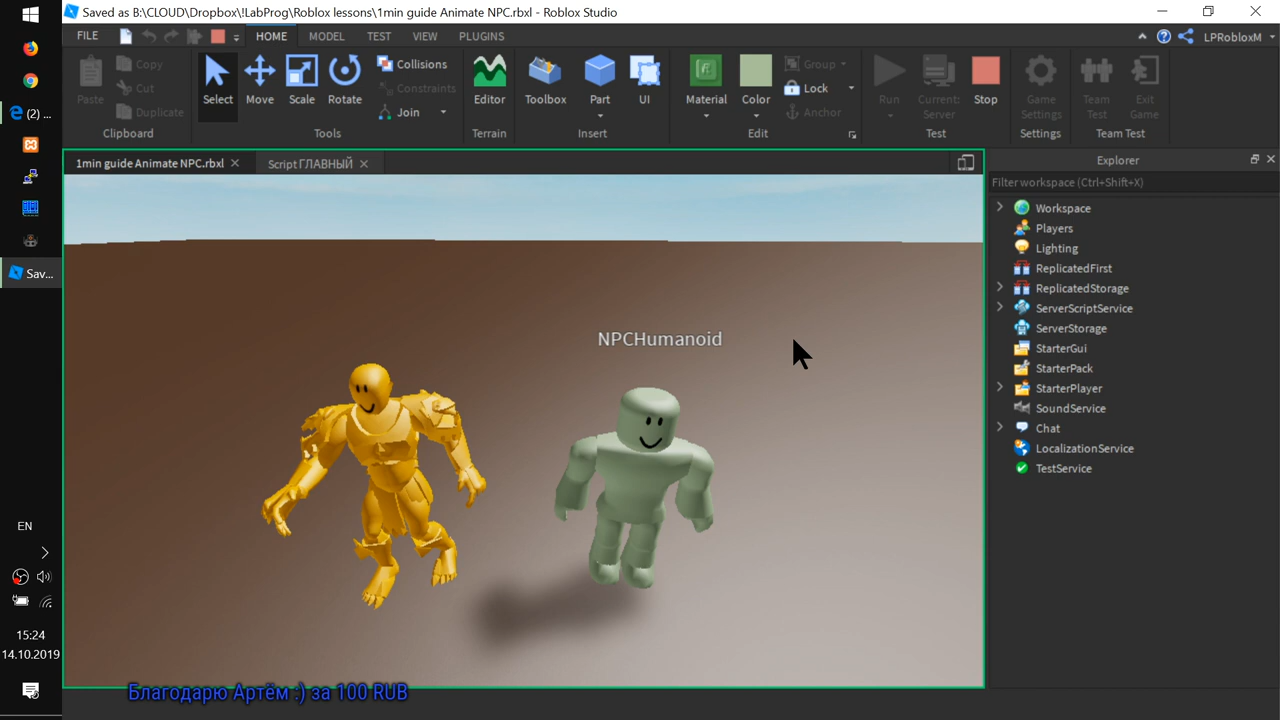 Saved as B:\CLOUD\Dropbox\!LabProg\Roblox lessons\1min guide Animate NPC.rbxl - Roblox Studio
FILE HOME MODEL TEST VIEW PLUGINS LPRobloxM
Paste Copy Cut Duplicate
Clipboard
Select Move Scale Rotate Collisions Constraints Join
Tools
Editor
Terrain
Toolbox Part UI
Insert
Material Color Group Lock Anchor
Edit
Run Current: Server Stop
Test
Game Settings
Settings
Team Test Exit Game
Team Test
1min guide Animate NPC.rbxl
Script ГЛАВНЫЙ
NPCHumanoid
Explorer
Filter workspace (Ctrl+Shift+X)
Workspace
Players
Lighting
ReplicatedFirst
ReplicatedStorage
ServerScriptService
ServerStorage
StarterGui
StarterPack
StarterPlayer
SoundService
Chat
LocalizationService
TestService
(2) ...
Sav...
EN
15:24
14.10.2019
Благодарю Артём :) за 100 RUB